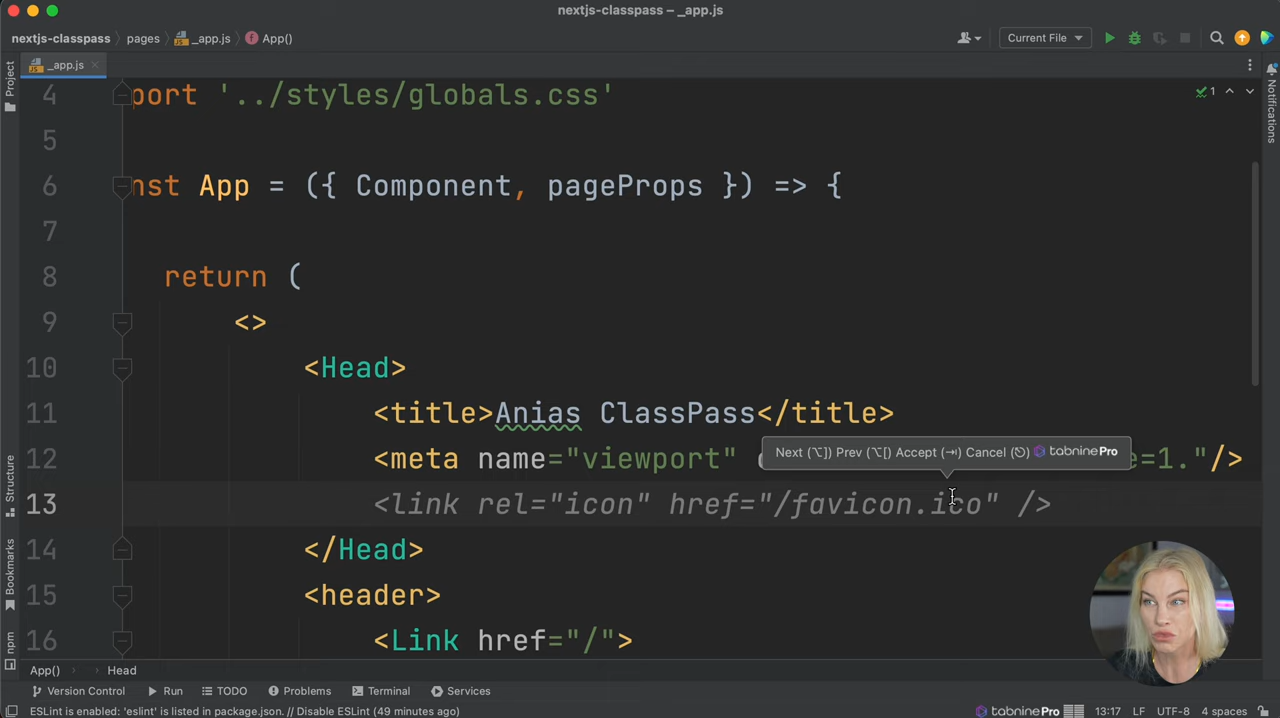 nextjs-classpass – _app.js
nextjs-classpass pages _app.js App() Current File
_app.js
Project
Notifications
4 port '../styles/globals.css' 1
5
6 nst App = ({ Component, pageProps }) => {
7
8 return (
9 <>
10 <Head>
11 <title>Anias ClassPass</title>
Next (⌥]) Prev (⌥[) Accept (⇥) Cancel (⎋) tabnine Pro
12 <meta name="viewport" e=1."/>
13 <link rel="icon" href="/favicon.ico" />
14 </Head>
15 <header>
16 <Link href="/">
Structure
Bookmarks
npm
App() Head
Version Control Run TODO Problems Terminal Services
ESLint is enabled: 'eslint' is listed in package.json. // Disable ESLint (49 minutes ago) tabnine Pro 13:17 LF UTF-8 4 spaces